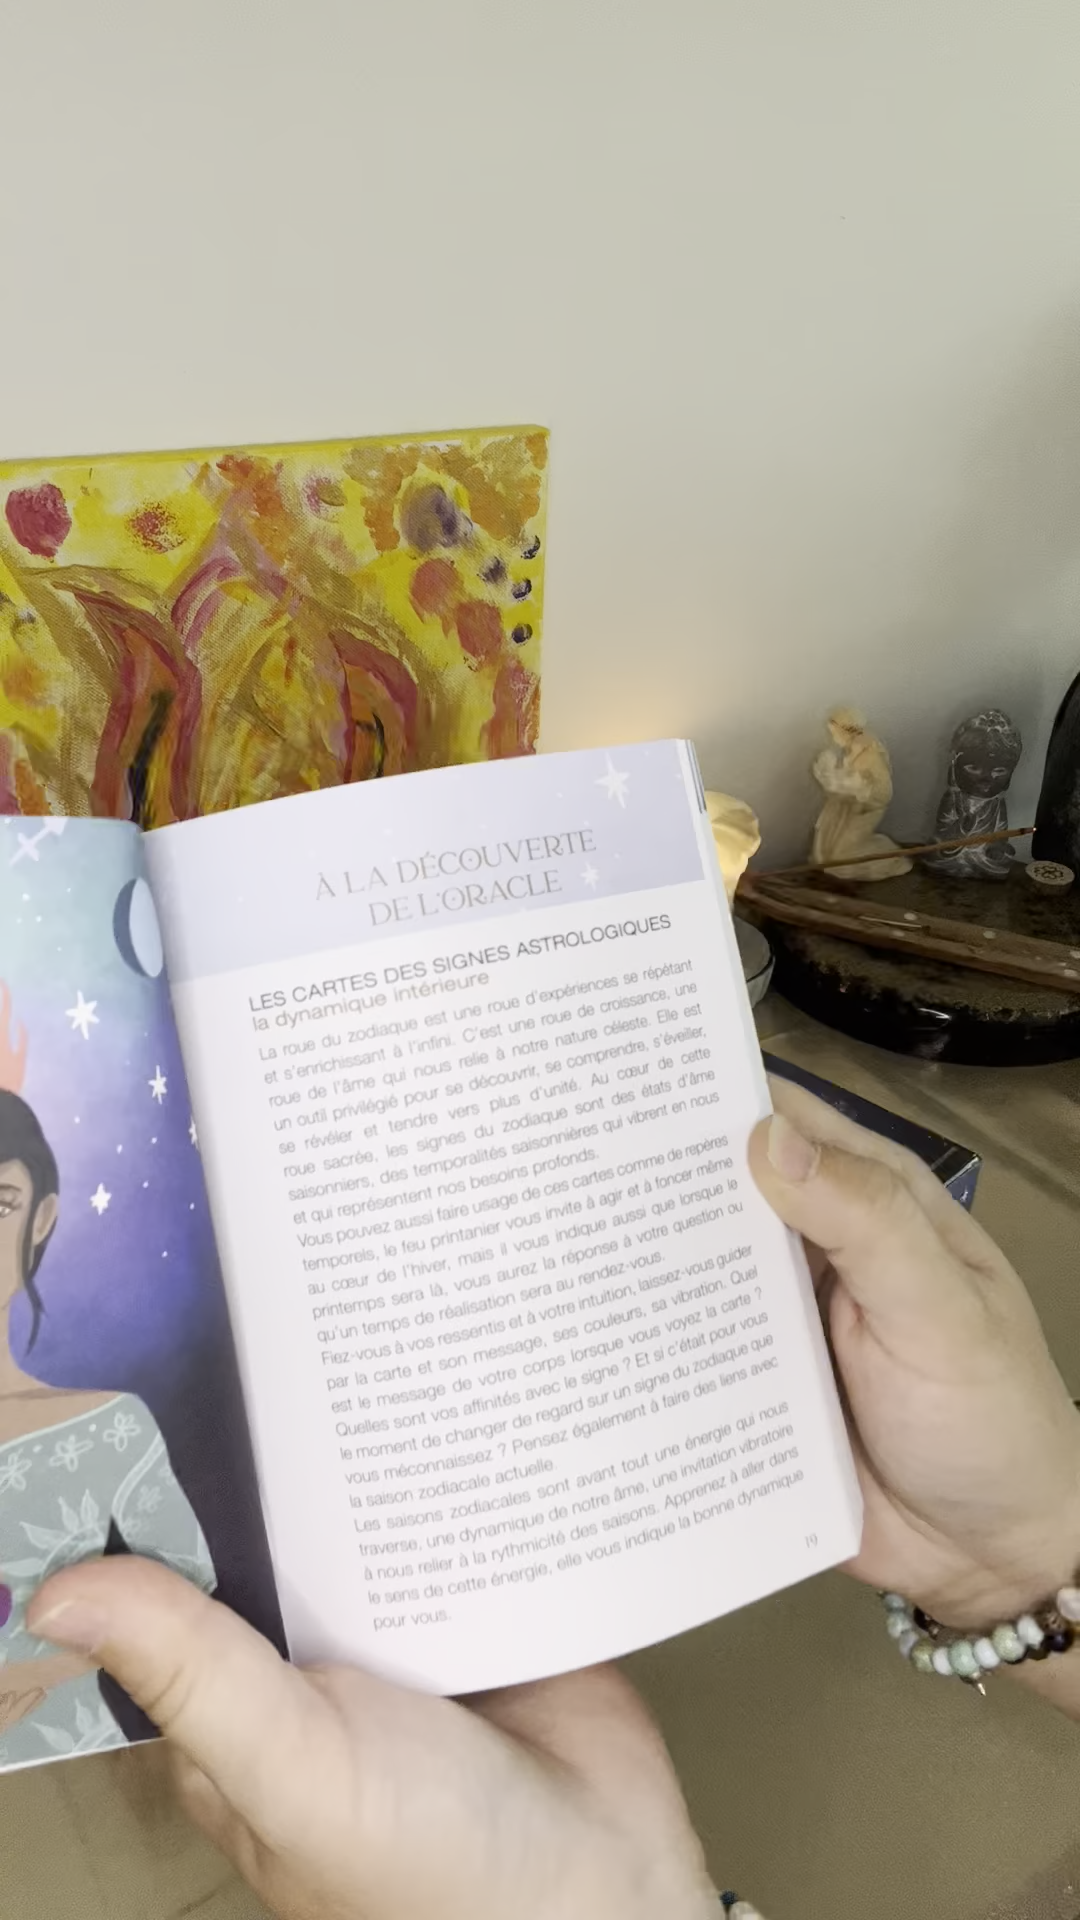 À LA DÉCOUVERTE
DE L'ORACLE
LES CARTES DES SIGNES ASTROLOGIQUES
la dynamique intérieure
La roue du zodiaque est une roue d'expériences se répétant
et s'enrichissant à l'infini. C'est une roue de croissance, une
roue de l'âme qui nous relie à notre nature céleste. Elle est
un outil privilégié pour se découvrir, se comprendre, s'éveiller,
se révéler et tendre vers plus d'unité. Au cœur de cette
roue sacrée, les signes du zodiaque sont des états d'âme
saisonniers, des temporalités saisonnières qui vibrent en nous
et qui représentent nos besoins profonds.
Vous pouvez aussi faire usage de ces cartes comme de repères
temporels, le feu printanier vous invite à agir et à foncer même
au cœur de l'hiver, mais il vous indique aussi que lorsque le
printemps sera là, vous aurez la réponse à votre question ou
qu'un temps de réalisation sera au rendez-vous.
Fiez-vous à vos ressentis et à votre intuition, laissez-vous guider
par la carte et son message, ses couleurs, sa vibration. Quel
est le message de votre corps lorsque vous voyez la carte ?
Quelles sont vos affinités avec le signe ? Et si c'était pour vous
le moment de changer de regard sur un signe du zodiaque que
vous méconnaissez ? Pensez également à faire des liens avec
la saison zodiacale actuelle.
Les saisons zodiacales sont avant tout une énergie qui nous
traverse, une dynamique de notre âme, une invitation vibratoire
à nous relier à la rythmicité des saisons. Apprenez à aller dans
le sens de cette énergie, elle vous indique la bonne dynamique
pour vous.
19